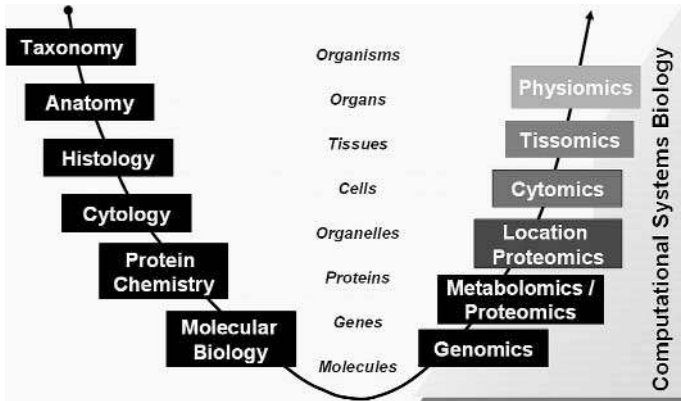 Taxonomy
Anatomy
Histology
Cytology
Protein
Chemistry
Molecular
Biology
Organisms
Organs
Tissues
Cells
Organelles
Proteins
Genes
Molecules
Physiomics
Tissomics
Cytomics
Location
Proteomics
Metabolomics /
Proteomics
Genomics
Computational Systems Biology